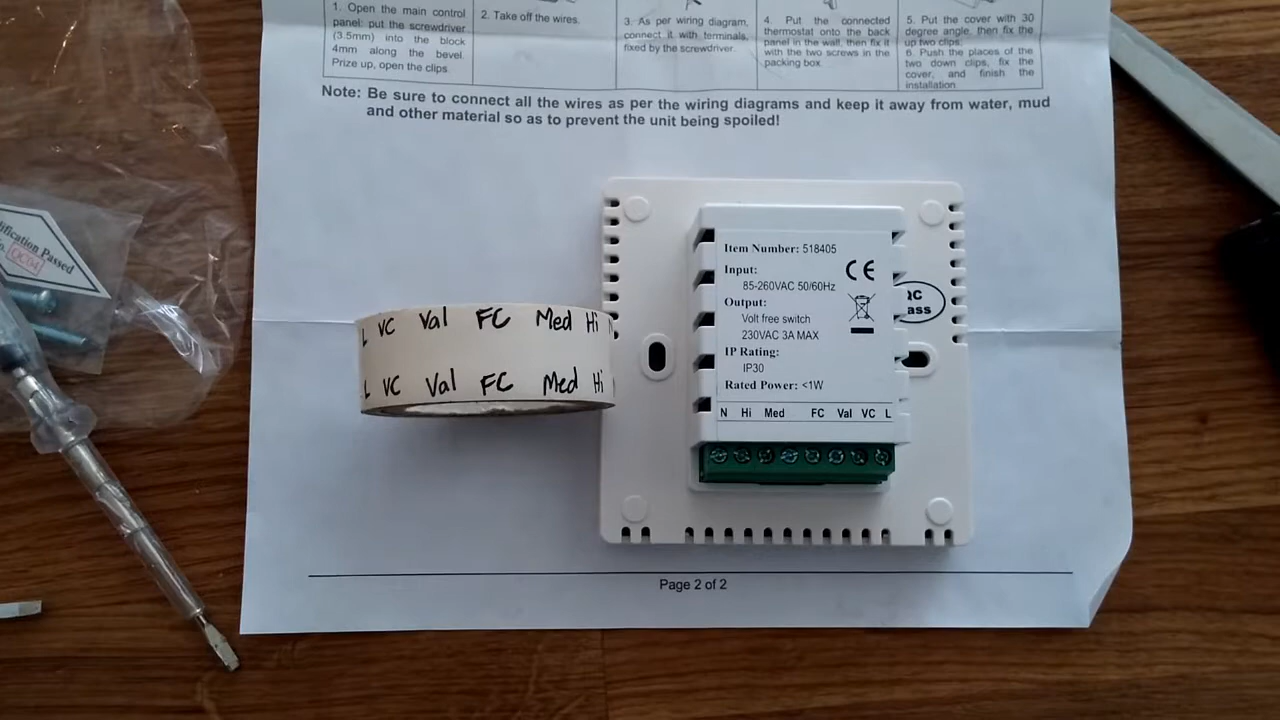 1. Open the main control
panel: put the screwdriver
(3.5mm) into the block
4mm along the bevel.
Prize up, open the clips.
2. Take off the wires.
3. As per wiring diagram,
connect it with terminals,
fixed by the screwdriver.
4. Put the connected
thermostat onto the back
panel in the wall, then fix it
with the two screws in the
packing box.
5. Put the cover with 30
degree angle, then fix the
up two clips;
6. Push the places of the
two down clips, fix the
cover, and finish the
installation.
Note: Be sure to connect all the wires as per the wiring diagrams and keep it away from water, mud
and other material so as to prevent the unit being spoiled!
Passed
QC04
L VC Val FC Med Hi
L VC Val FC Med Hi
Item Number: 518405
Input:
85-260VAC 50/60Hz
Output:
Volt free switch
230VAC 3A MAX
IP Rating:
IP30
Rated Power: <1W
N Hi Med FC Val VC L
CE
QC
Page 2 of 2